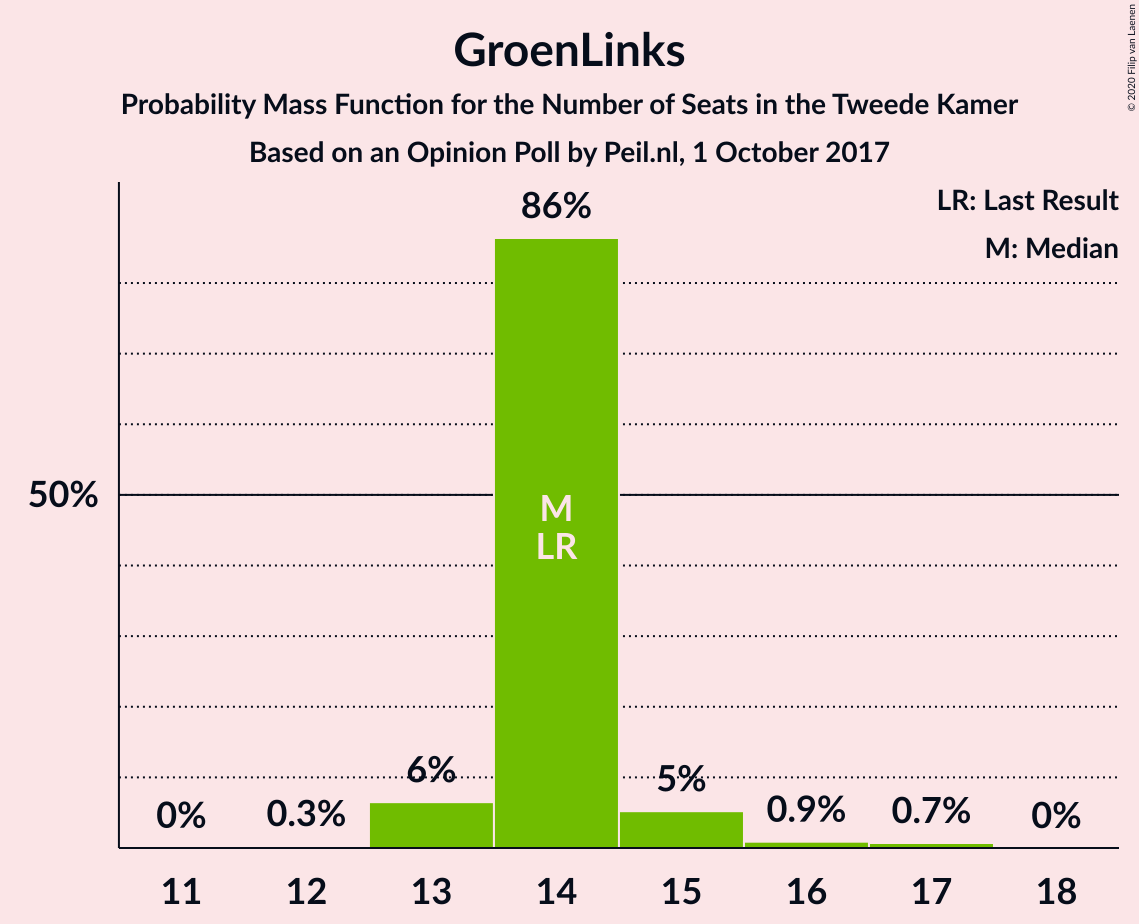 GroenLinks
Probability Mass Function for the Number of Seats in the Tweede Kamer
Based on an Opinion Poll by Peil.nl, 1 October 2017
© 2020 Filip van Laenen
LR: Last Result
M: Median
86%
50%
M
LR
0%
0.3%
6%
5%
0.9%
0.7%
0%
11 12 13 14 15 16 17 18